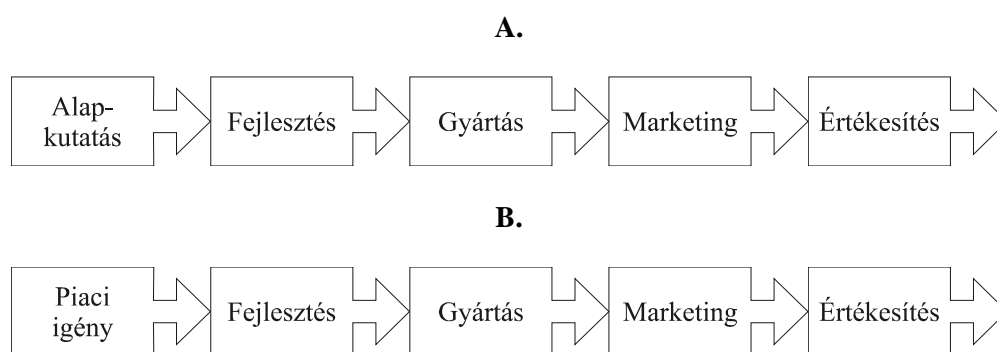 A.
Alap-
kutatás
Fejlesztés
Gyártás
Marketing
Értékesítés
B.
Piaci
igény
Fejlesztés
Gyártás
Marketing
Értékesítés